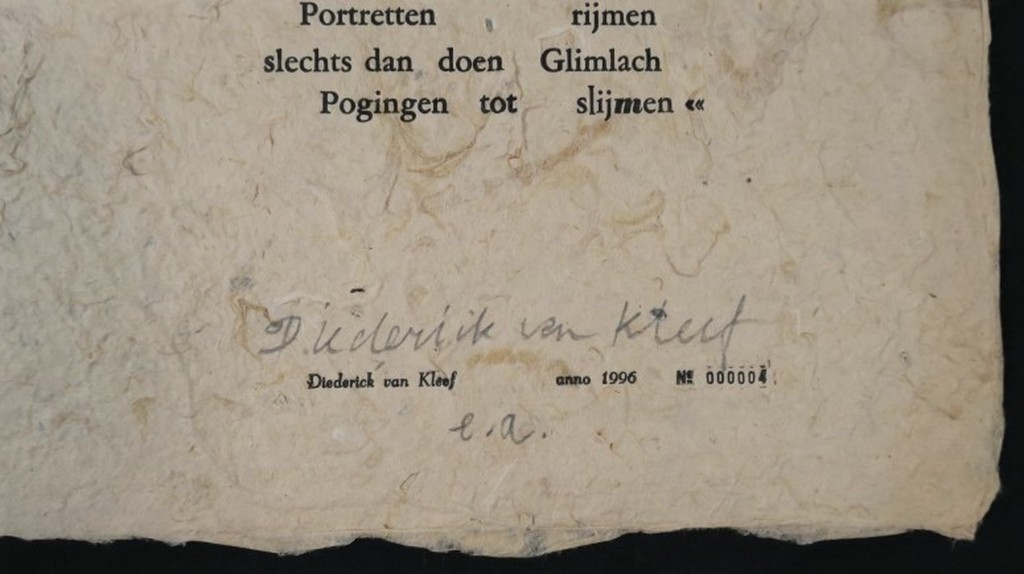 Portretten rijmen
slechts dan doen Glimlach
Pogingen tot slijmen ««
Diederick van Kleef
Diederick van Kleef anno 1996 Nº 000004
e.a.